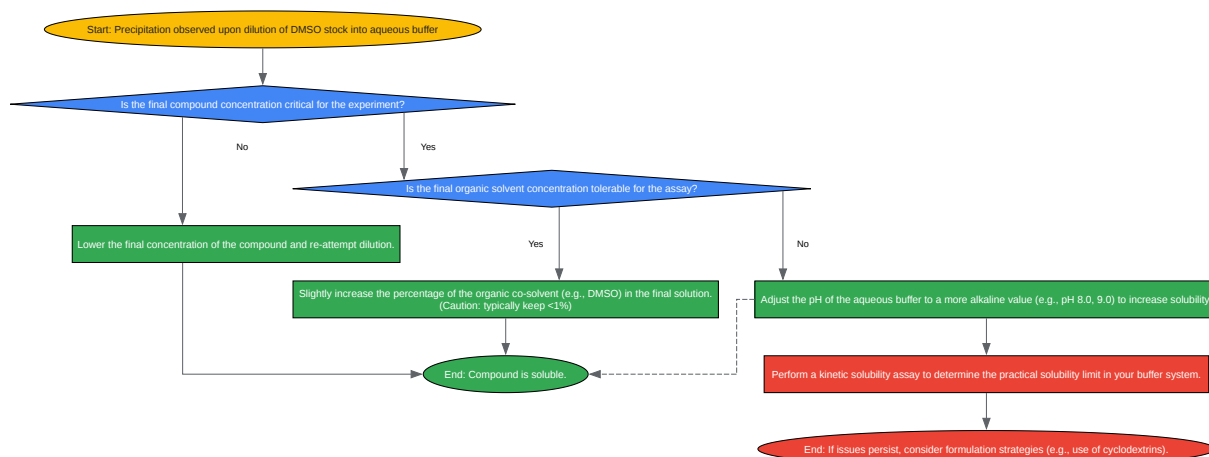 Start: Precipitation observed upon dilution of DMSO stock into aqueous buffer
Is the final compound concentration critical for the experiment?
No
Yes
Is the final organic solvent concentration tolerable for the assay?
Lower the final concentration of the compound and re-attempt dilution.
Yes
No
Slightly increase the percentage of the organic co-solvent (e.g., DMSO) in the final solution.
(Caution: typically keep <1%)
Adjust the pH of the aqueous buffer to a more alkaline value (e.g., pH 8.0, 9.0) to increase solubility
End: Compound is soluble.
Perform a kinetic solubility assay to determine the practical solubility limit in your buffer system.
End: If issues persist, consider formulation strategies (e.g., use of cyclodextrins).